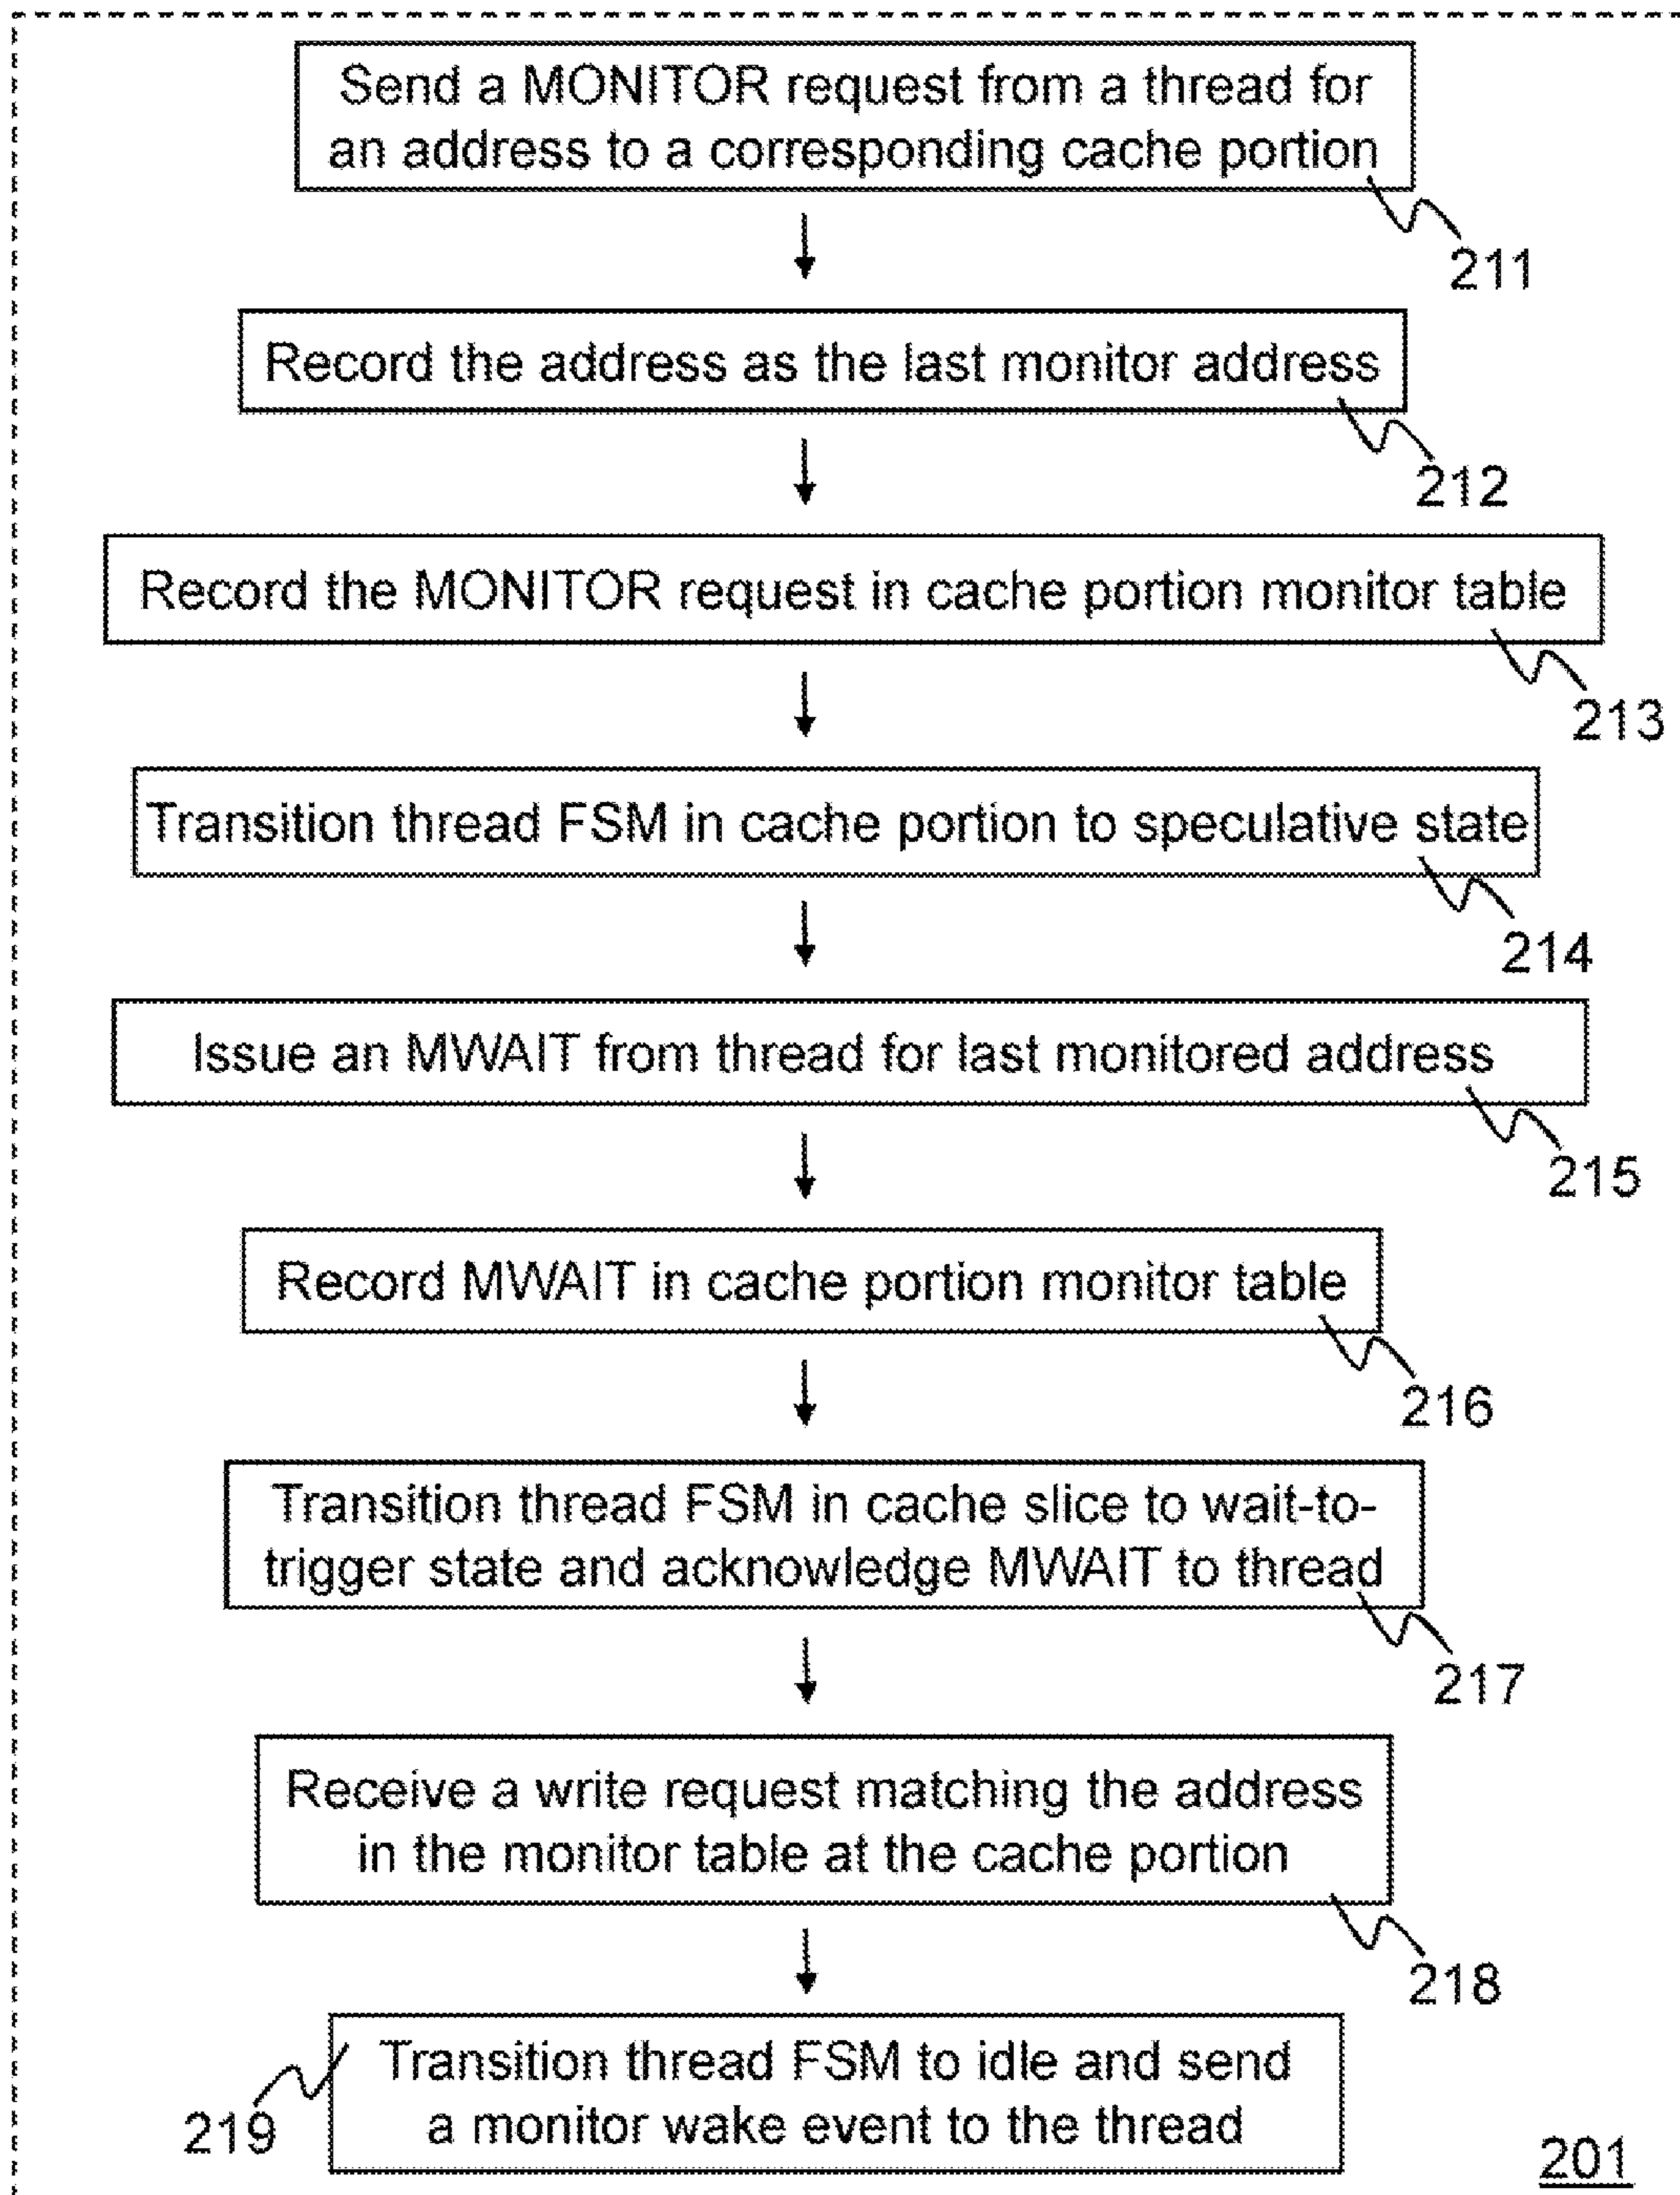 Send a MONITOR request from a thread for
an address to a corresponding cache portion
211
Record the address as the last monitor address
212
Record the MONITOR request in cache portion monitor table
213
Transition thread FSM in cache portion to speculative state
214
Issue an MWAIT from thread for last monitored address
215
Record MWAIT in cache portion monitor table
216
Transition thread FSM in cache slice to wait-to-
trigger state and acknowledge MWAIT to thread
217
Receive a write request matching the address
in the monitor table at the cache portion
218
Transition thread FSM to idle and send
a monitor wake event to the thread
219
201